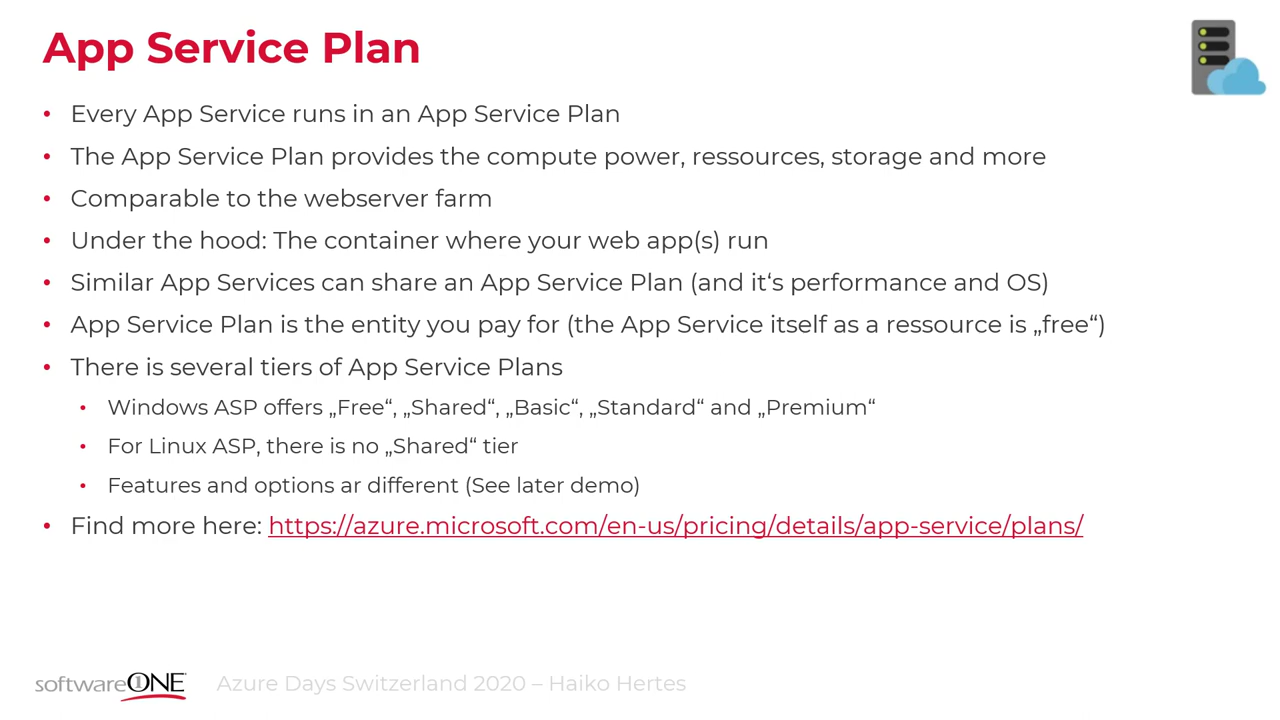 App Service Plan
• Every App Service runs in an App Service Plan
• The App Service Plan provides the compute power, ressources, storage and more
• Comparable to the webserver farm
• Under the hood: The container where your web app(s) run
• Similar App Services can share an App Service Plan (and it‘s performance and OS)
• App Service Plan is the entity you pay for (the App Service itself as a ressource is „free“)
• There is several tiers of App Service Plans
• Windows ASP offers „Free“, „Shared“, „Basic“, „Standard“ and „Premium“
• For Linux ASP, there is no „Shared“ tier
• Features and options ar different (See later demo)
• Find more here: https://azure.microsoft.com/en-us/pricing/details/app-service/plans/
softwareONE Azure Days Switzerland 2020 – Haiko Hertes